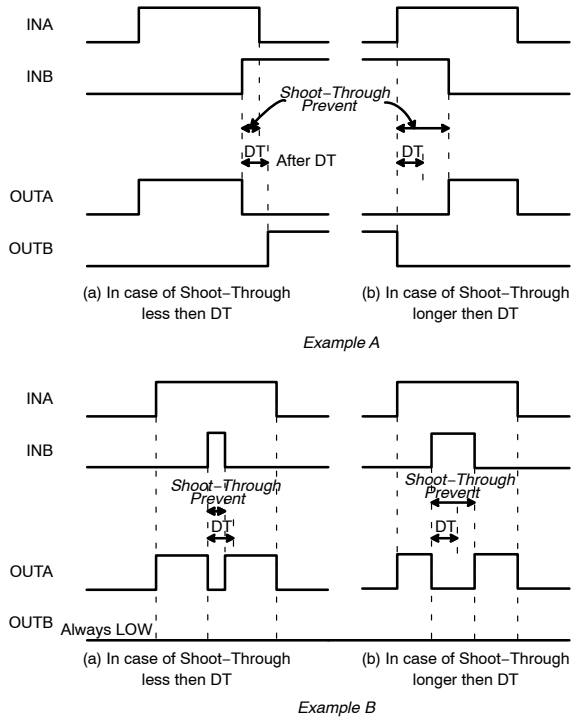 INA
INB
Shoot−Through
Prevent
DT
After DT
DT
OUTA
OUTB
(a) In case of Shoot−Through
less then DT
(b) In case of Shoot−Through
longer then DT
Example A
INA
INB
Shoot−Through
Prevent
DT
Shoot−Through
Prevent
DT
OUTA
OUTB
Always LOW
(a) In case of Shoot−Through
less then DT
(b) In case of Shoot−Through
longer then DT
Example B